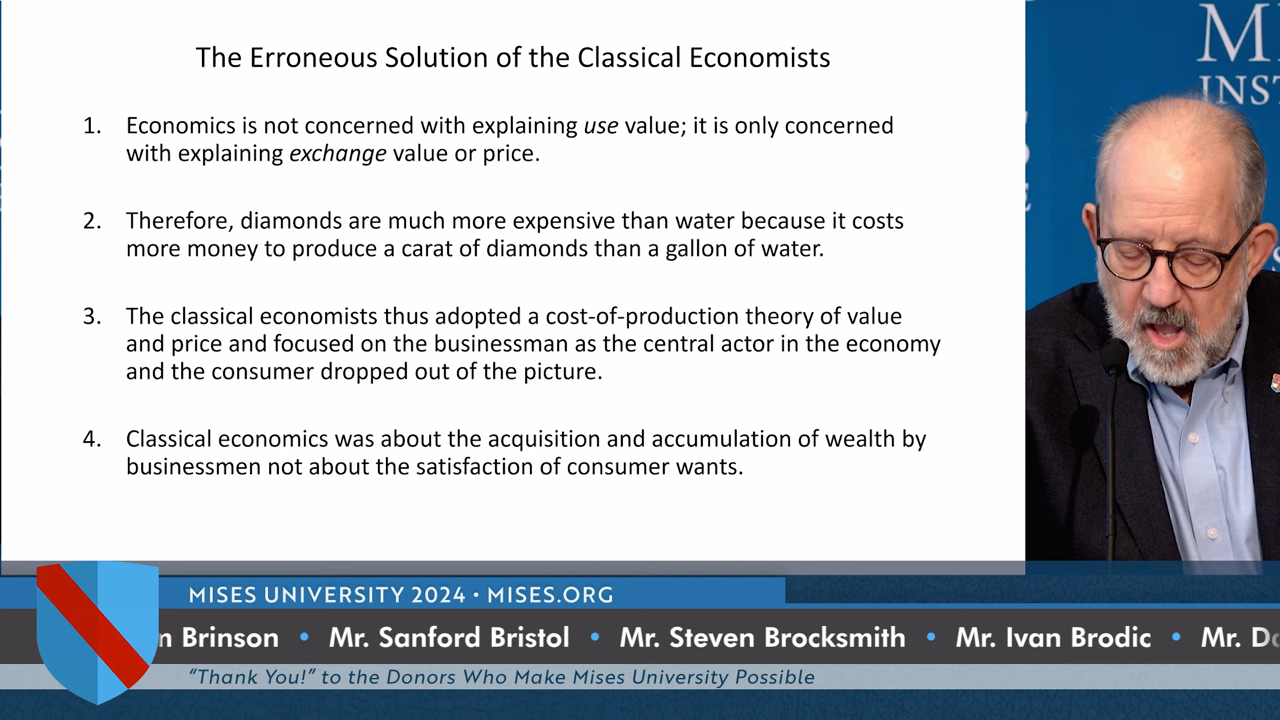 The Erroneous Solution of the Classical Economists
1. Economics is not concerned with explaining use value; it is only concerned
with explaining exchange value or price.
2. Therefore, diamonds are much more expensive than water because it costs
more money to produce a carat of diamonds than a gallon of water.
3. The classical economists thus adopted a cost-of-production theory of value
and price and focused on the businessman as the central actor in the economy
and the consumer dropped out of the picture.
4. Classical economics was about the acquisition and accumulation of wealth by
businessmen not about the satisfaction of consumer wants.
MISES UNIVERSITY 2024 • MISES.ORG
Brinson • Mr. Sanford Bristol • Mr. Steven Brocksmith • Mr. Ivan Brodic • Mr.
"Thank You!" to the Donors Who Make Mises University Possible